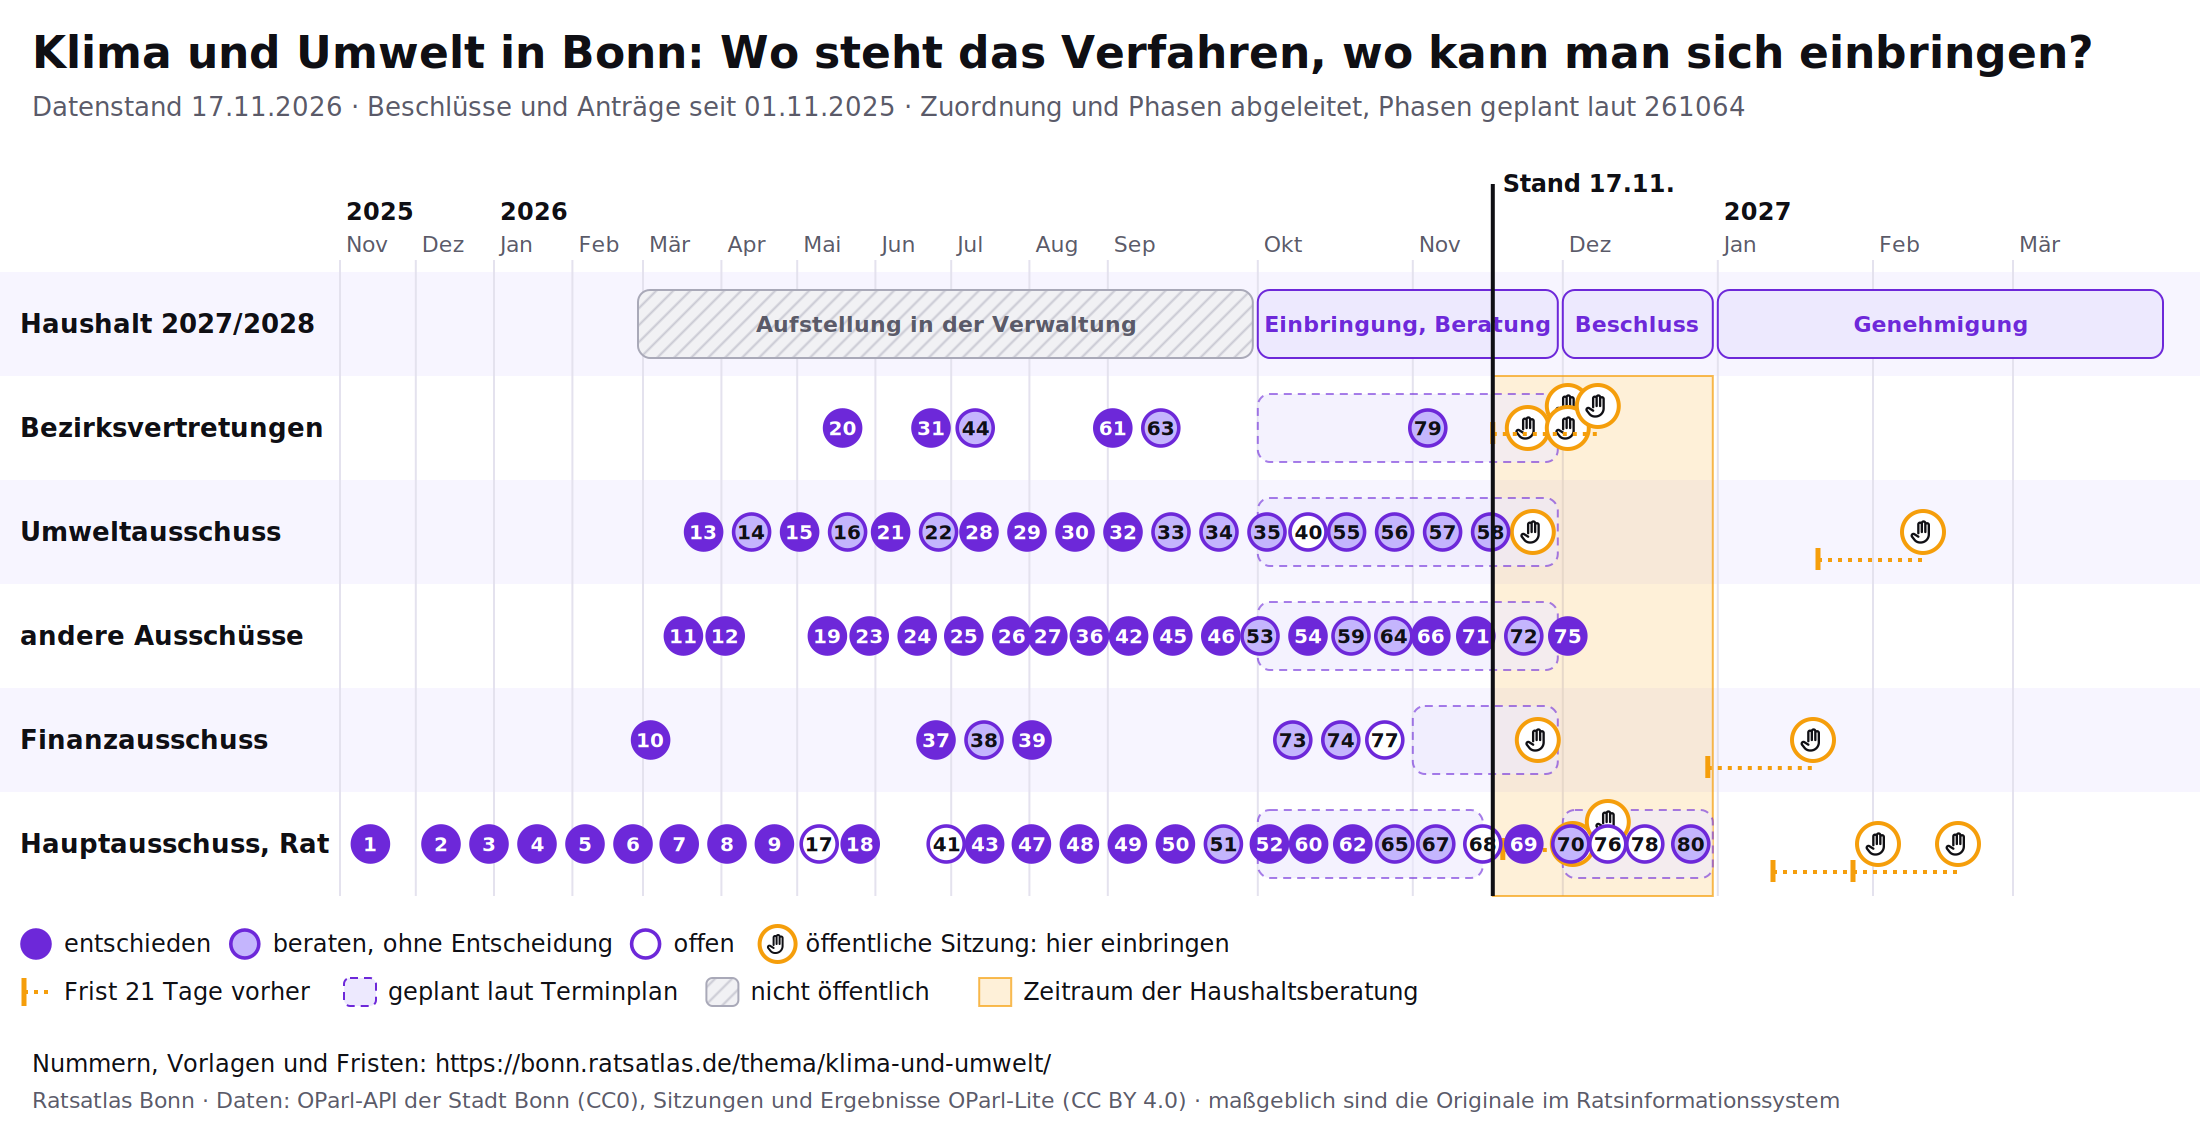 Klima und Umwelt in Bonn: Wo steht das Verfahren, wo kann man sich einbringen?
Datenstand 17.11.2026 · Beschlüsse und Anträge seit 01.11.2025 · Zuordnung und Phasen abgeleitet, Phasen geplant laut 261064
Stand 17.11.
2025 2026 2027
Nov Dez Jan Feb Mär Apr Mai Jun Jul Aug Sep Okt Nov Dez Jan Feb Mär
Haushalt 2027/2028 Aufstellung in der Verwaltung Einbringung, Beratung Beschluss Genehmigung
Bezirksvertretungen 20 31 44 61 63 79
Umweltausschuss 13 14 15 16 21 22 28 29 30 32 33 34 35 40 55 56 57 58
andere Ausschüsse 11 12 19 23 24 25 26 27 36 42 45 46 53 54 59 64 66 71 72 75
Finanzausschuss 10 37 38 39 73 74 77
Hauptausschuss, Rat 1 2 3 4 5 6 7 8 9 17 18 41 43 47 48 49 50 51 52 60 62 65 67 68 69 70 76 78 80
entschieden beraten, ohne Entscheidung offen öffentliche Sitzung: hier einbringen
Frist 21 Tage vorher geplant laut Terminplan nicht öffentlich Zeitraum der Haushaltsberatung
Nummern, Vorlagen und Fristen: https://bonn.ratsatlas.de/thema/klima-und-umwelt/
Ratsatlas Bonn · Daten: OParl-API der Stadt Bonn (CC0), Sitzungen und Ergebnisse OParl-Lite (CC BY 4.0) · maßgeblich sind die Originale im Ratsinformationssystem